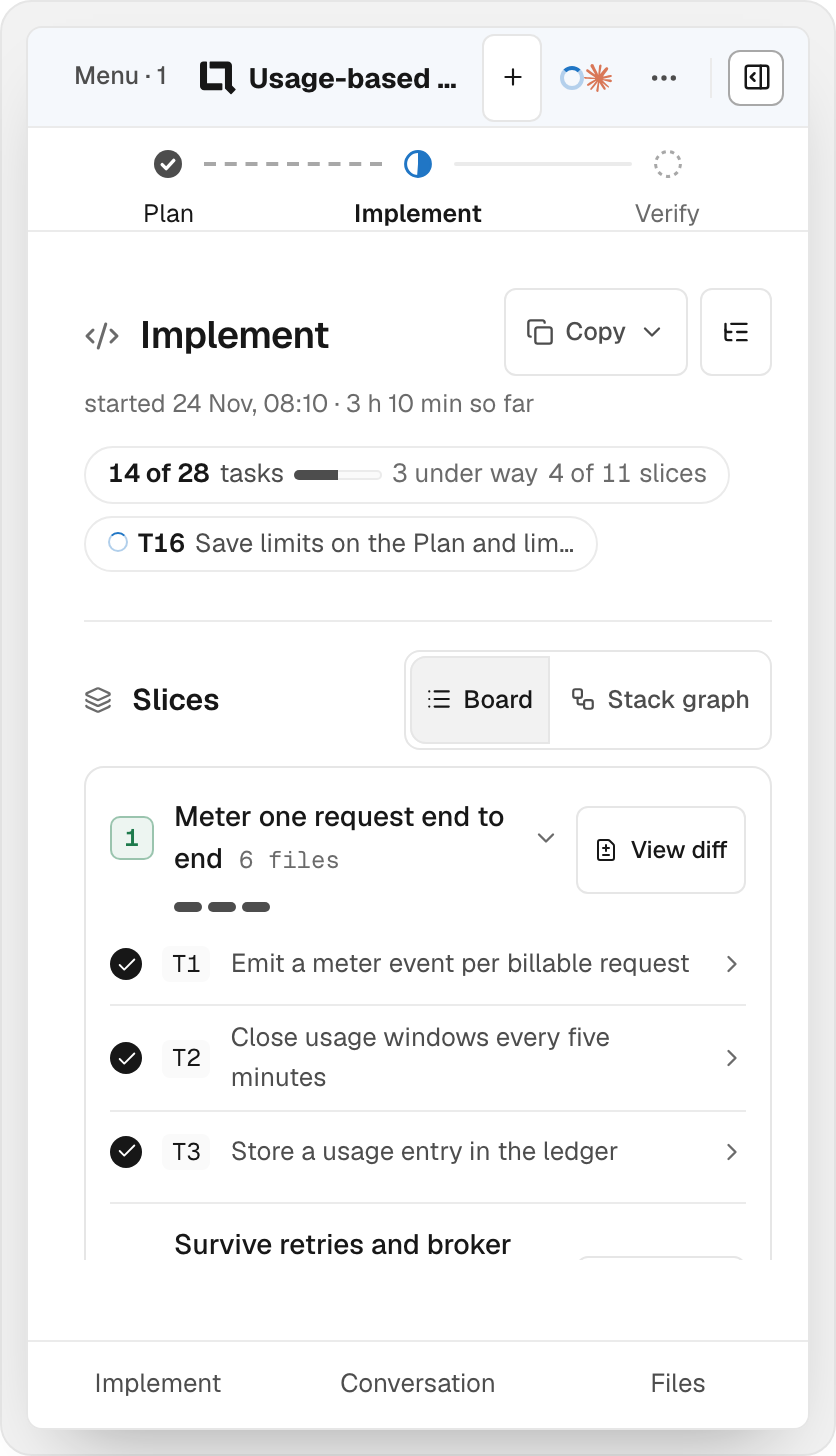 Menu · 1
Usage-based ...
Plan
Implement
Verify
</> Implement
Copy
started 24 Nov, 08:10 · 3 h 10 min so far
14 of 28 tasks 3 under way 4 of 11 slices
T16 Save limits on the Plan and lim...
Slices
Board
Stack graph
1
Meter one request end to
end 6 files
View diff
T1 Emit a meter event per billable request
T2 Close usage windows every five
minutes
T3 Store a usage entry in the ledger
Survive retries and broker
Implement
Conversation
Files